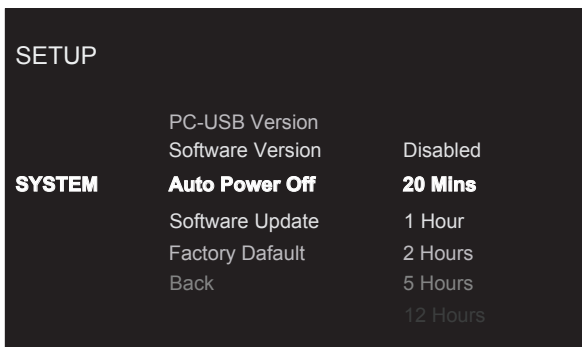 SETUP
PC-USB Version
Software Version Disabled
SYSTEM Auto Power Off 20 Mins
Software Update 1 Hour
Factory Dafault 2 Hours
Back 5 Hours
12 Hours